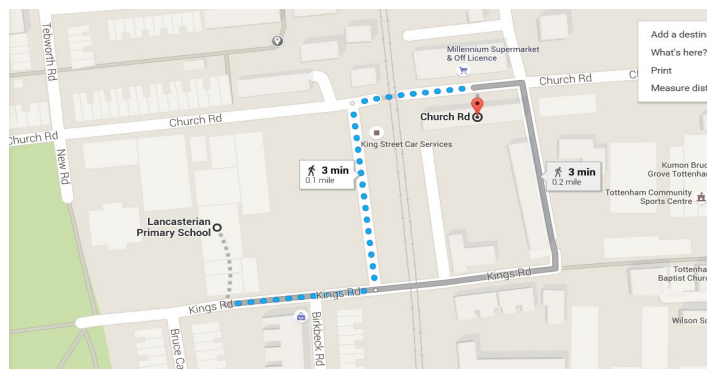 Tebworth Rd
Millennium Supermarket
& Off Licence
Add a destin
What's here?
Print
Measure dist
Church Rd
Church Rd
Church Rd
C
New Rd
Church Rd
King Street Car Services
3 min
0.1 mile
3 min
0.2 mile
Kumon Bruc
Grove Tottenham
Tottenham Community
Sports Centre
Lancasterian
Primary School
Kings Rd
Kings Rd
Kings Rd
Tottenha
Baptist Churc
Bruce Ca
Birkbeck Rd
Wilson So